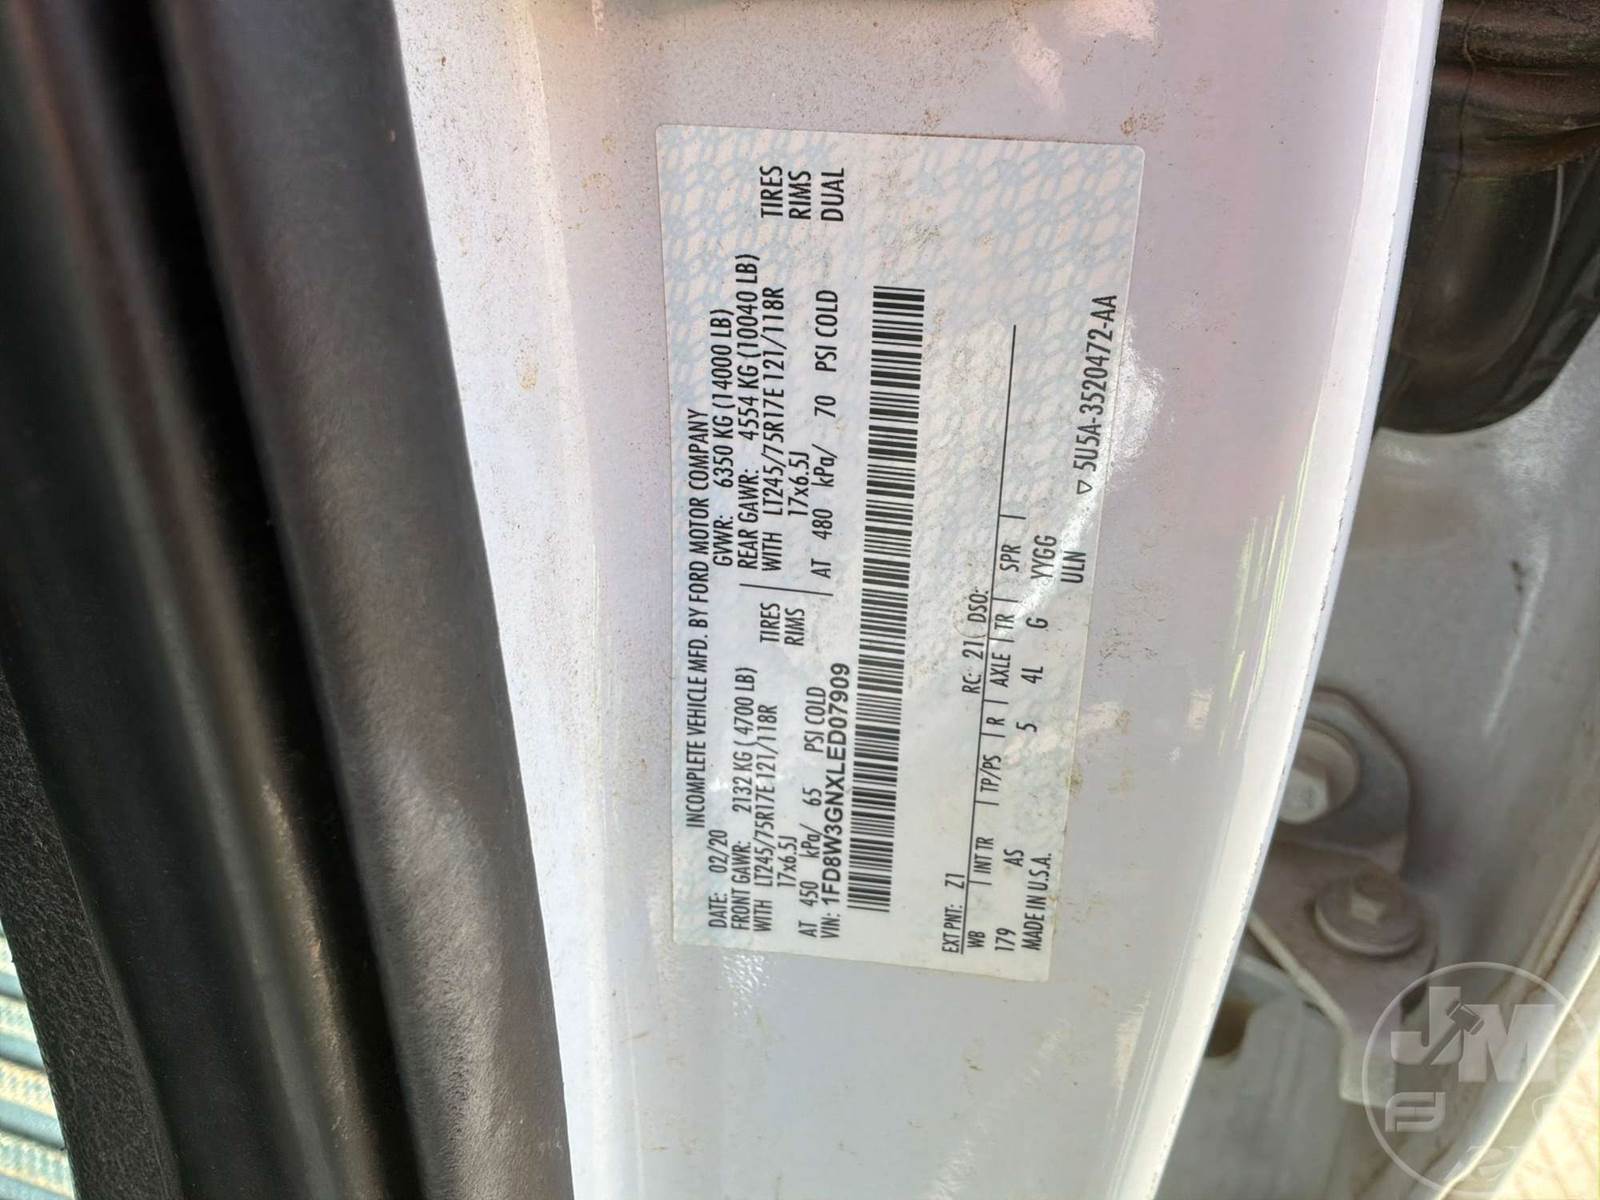 INCOMPLETE VEHICLE MFD. BY FORD MOTOR COMPANY
DATE: 02/20 GVWR: 6350 KG (14000 LB)
FRONT GAWR: 2132 KG (4700 LB) REAR GAWR: 4554 KG (10040 LB)
WITH LT245/75R17E 121/118R TIRES WITH LT245/75R17E 121/118R TIRES
17x6.5J RIMS 17x6.5J RIMS
AT 450 kPa/ 65 PSI COLD AT 480 kPa/ 70 PSI COLD DUAL
VIN: 1FD8W3GNXLED07909
EXT PNT: Z1 RC: 21 DSO:
WB INT TR TP/PS R AXLE TR SPR
179 AS 5 4L G YYGG
MADE IN U.S.A. ULN
▽ 5U5A-3520472-AA
JM